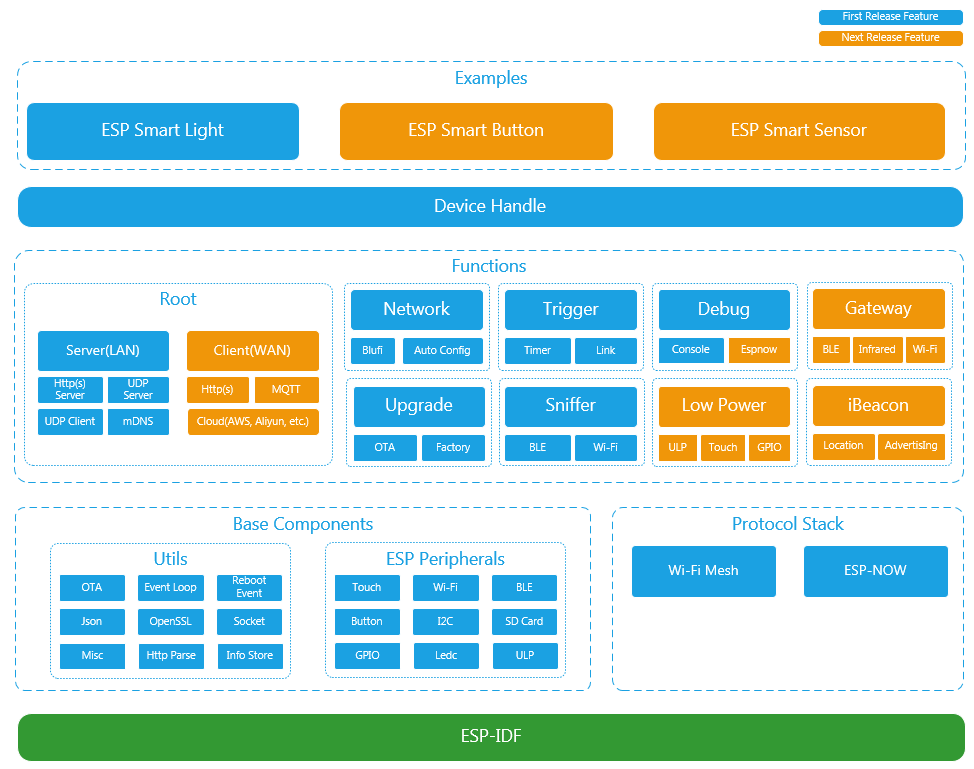 First Release Feature
Next Release Feature
Examples
ESP Smart Light
ESP Smart Button
ESP Smart Sensor
Device Handle
Functions
Root
Server(LAN)
Http(s)
Server
UDP
Server
UDP Client
mDNS
Client(WAN)
Http(s)
MQTT
Cloud(AWS, Aliyun, etc.)
Network
Blufi
Auto Config
Trigger
Timer
Link
Debug
Console
Espnow
Gateway
BLE
Infrared
Wi-Fi
Upgrade
OTA
Factory
Sniffer
BLE
Wi-Fi
Low Power
ULP
Touch
GPIO
iBeacon
Location
Advertising
Base Components
Utils
OTA
Event Loop
Reboot
Event
Json
OpenSSL
Socket
Misc
Http Parse
Info Store
ESP Peripherals
Touch
Wi-Fi
BLE
Button
I2C
SD Card
GPIO
Ledc
ULP
Protocol Stack
Wi-Fi Mesh
ESP-NOW
ESP-IDF